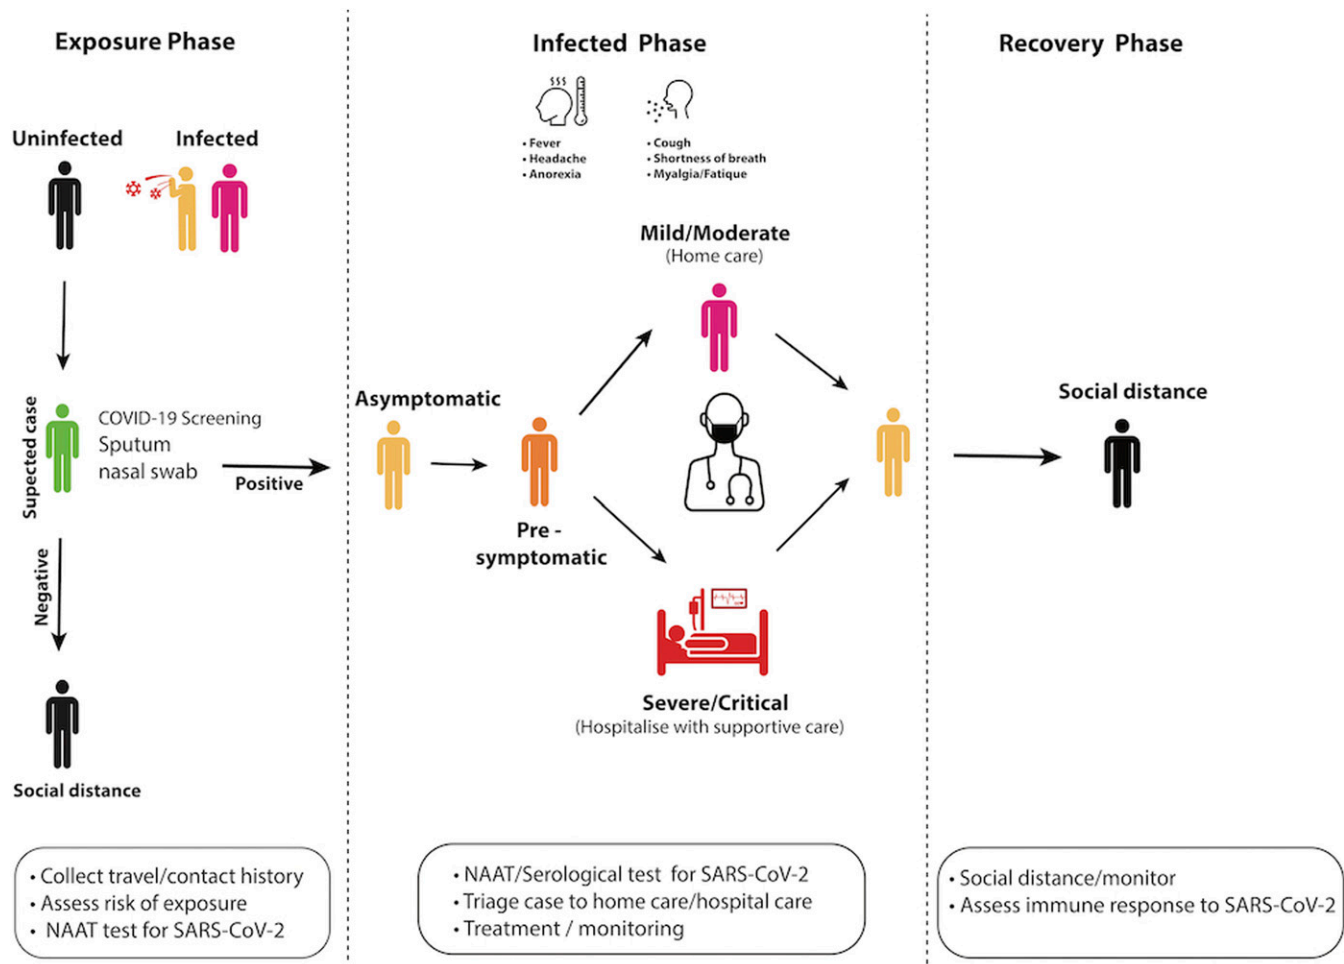 Exposure Phase
Uninfected
Infected
Supected case
COVID-19 Screening
Sputum
nasal swab
Positive
Negative
Social distance
• Collect travel/contact history
• Assess risk of exposure
• NAAT test for SARS-CoV-2
Infected Phase
• Fever
• Headache
• Anorexia
• Cough
• Shortness of breath
• Myalgia/Fatique
Mild/Moderate
(Home care)
Asymptomatic
Pre -
symptomatic
Severe/Critical
(Hospitalise with supportive care)
• NAAT/Serological test for SARS-CoV-2
• Triage case to home care/hospital care
• Treatment / monitoring
Recovery Phase
Social distance
• Social distance/monitor
• Assess immune response to SARS-CoV-2